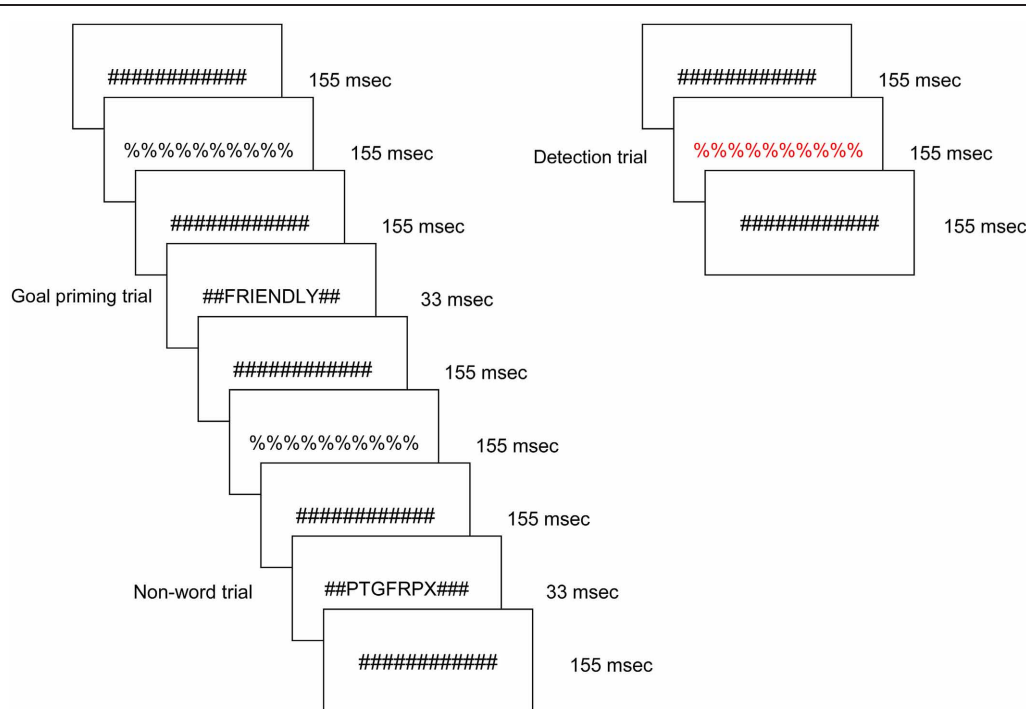 ############
155 msec
%%%%%%%%%%
155 msec
############
155 msec
Goal priming trial
##FRIENDLY##
33 msec
############
155 msec
%%%%%%%%%%
155 msec
############
155 msec
Non-word trial
##PTGFRPX###
33 msec
############
155 msec
############
155 msec
Detection trial
%%%%%%%%%%
155 msec
############
155 msec